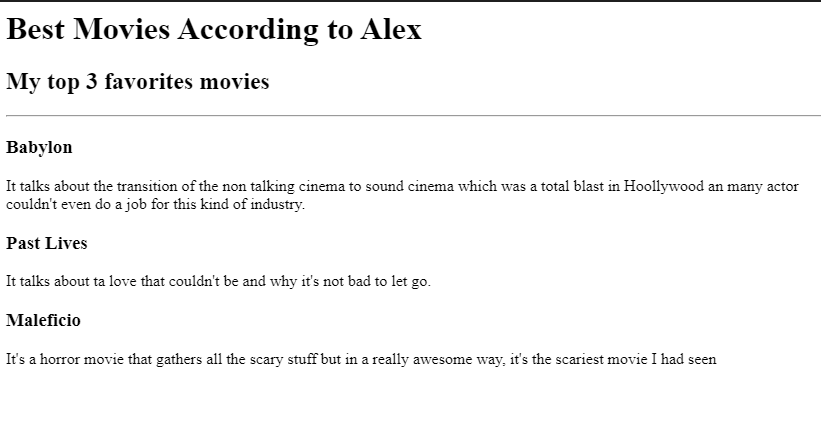 Best Movies According to Alex
My top 3 favorites movies
Babylon
It talks about the transition of the non talking cinema to sound cinema which was a total blast in Hoollywood an many actor
couldn't even do a job for this kind of industry.
Past Lives
It talks about ta love that couldn't be and why it's not bad to let go.
Maleficio
It's a horror movie that gathers all the scary stuff but in a really awesome way, it's the scariest movie I had seen